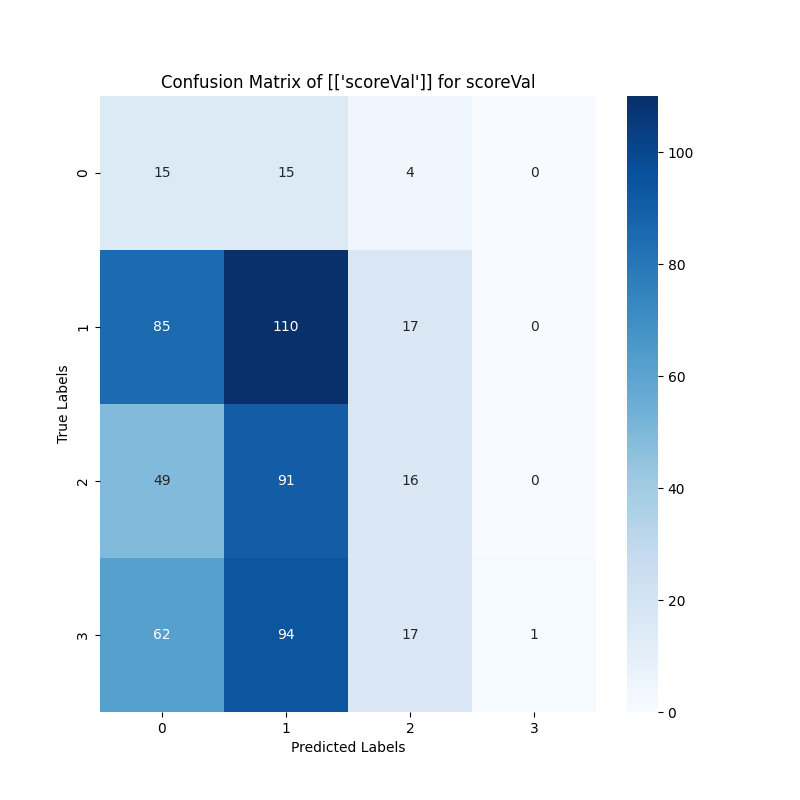 Confusion Matrix of [['scoreVal']] for scoreVal
True Labels
0 15 15 4 0
1 85 110 17 0
2 49 91 16 0
3 62 94 17 1
0 1 2 3
Predicted Labels
100
80
60
40
20
0